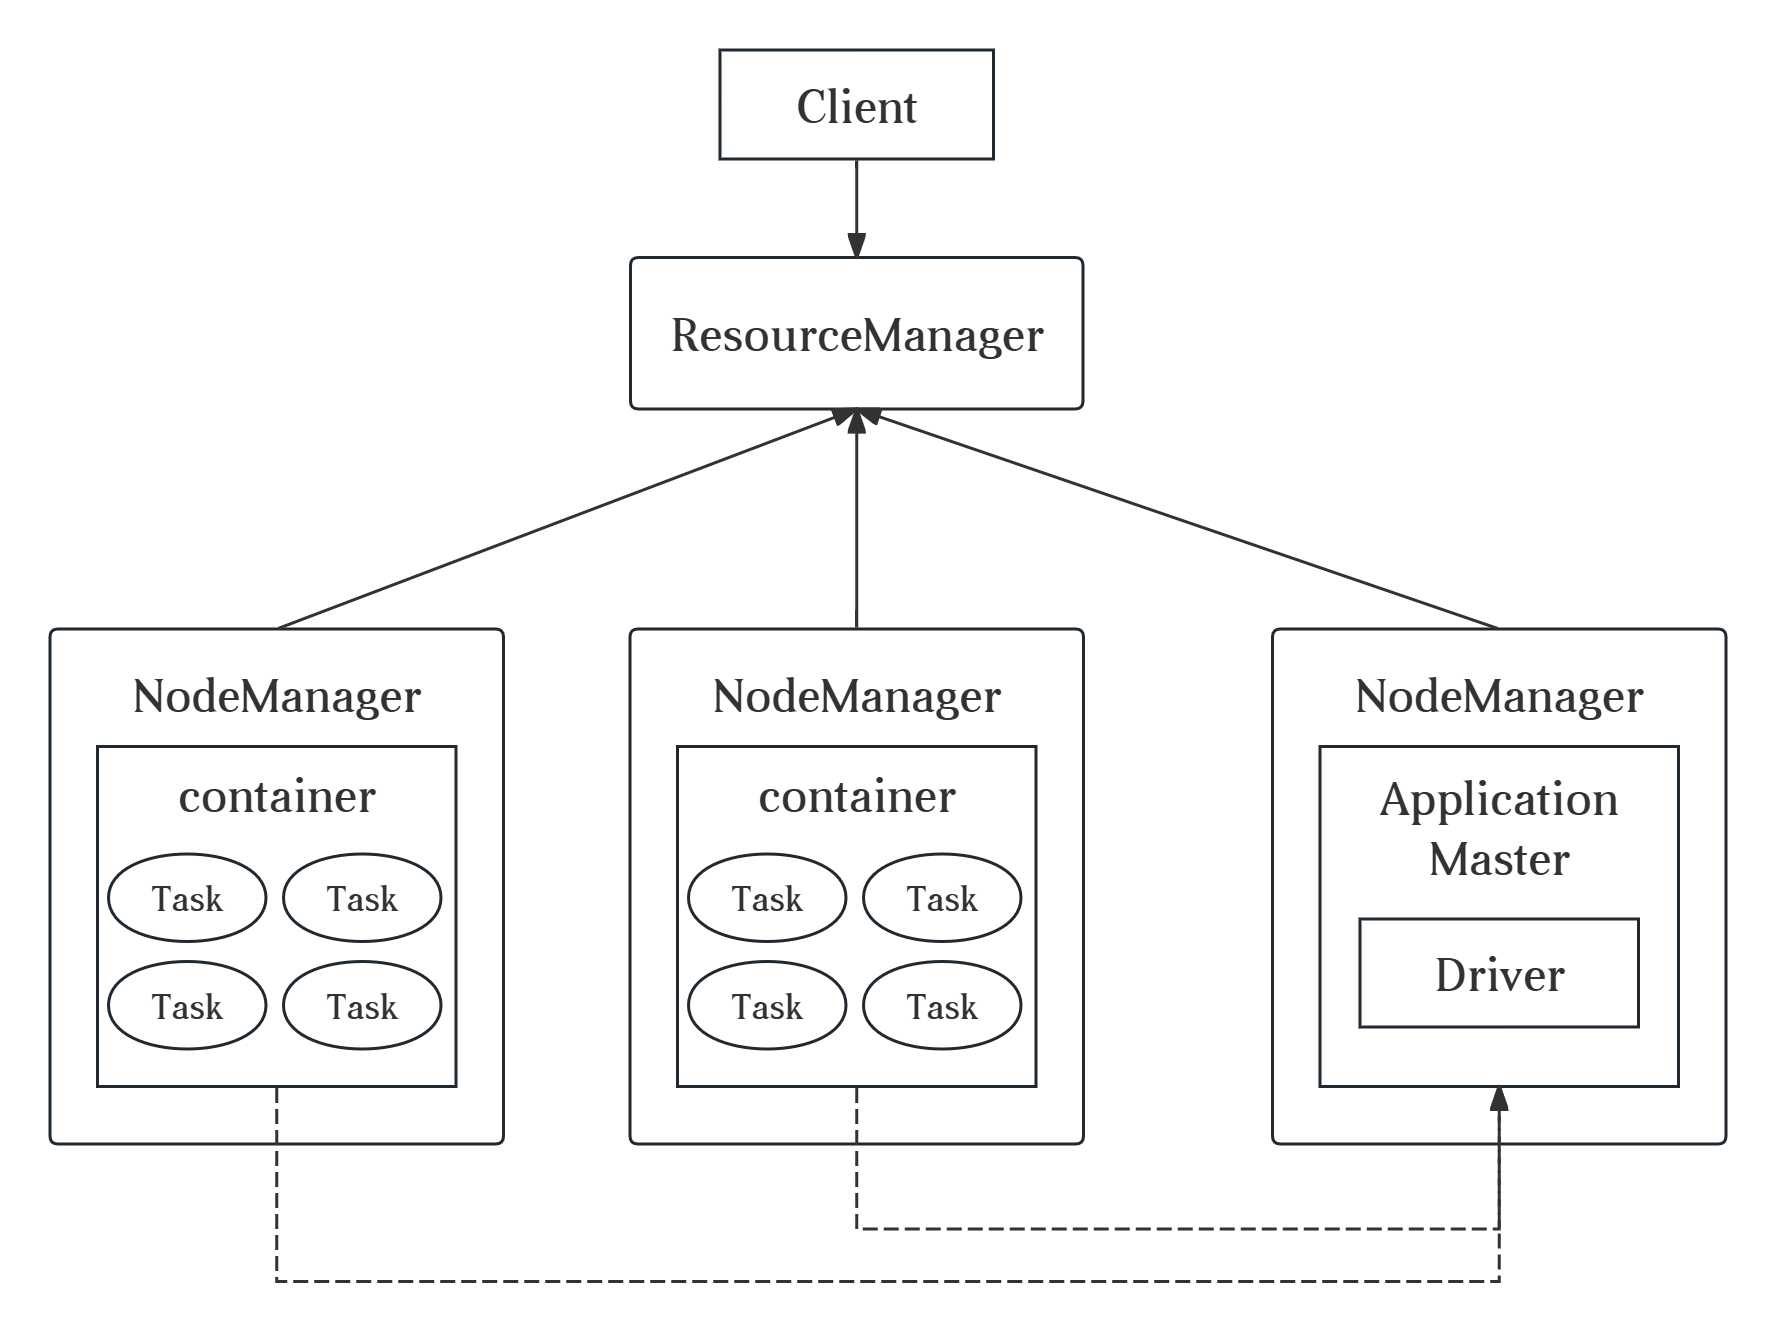 Client
ResourceManager
NodeManager
container
Task Task
Task Task
NodeManager
container
Task Task
Task Task
NodeManager
Application
Master
Driver